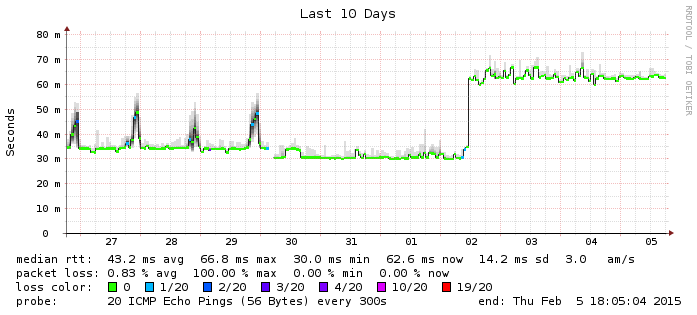 Last 10 Days
RRDTOOL / TOBI OETIKER
Seconds
80 m
70 m
60 m
50 m
40 m
30 m
20 m
10 m
0
27 28 29 30 31 01 02 03 04 05
median rtt: 43.2 ms avg 66.8 ms max 30.0 ms min 62.6 ms now 14.2 ms sd 3.0 am/s
packet loss: 0.83 % avg 100.00 % max 0.00 % min 0.00 % now
loss color: 0 1/20 2/20 3/20 4/20 10/20 19/20
probe: 20 ICMP Echo Pings (56 Bytes) every 300s end: Thu Feb 5 18:05:04 2015